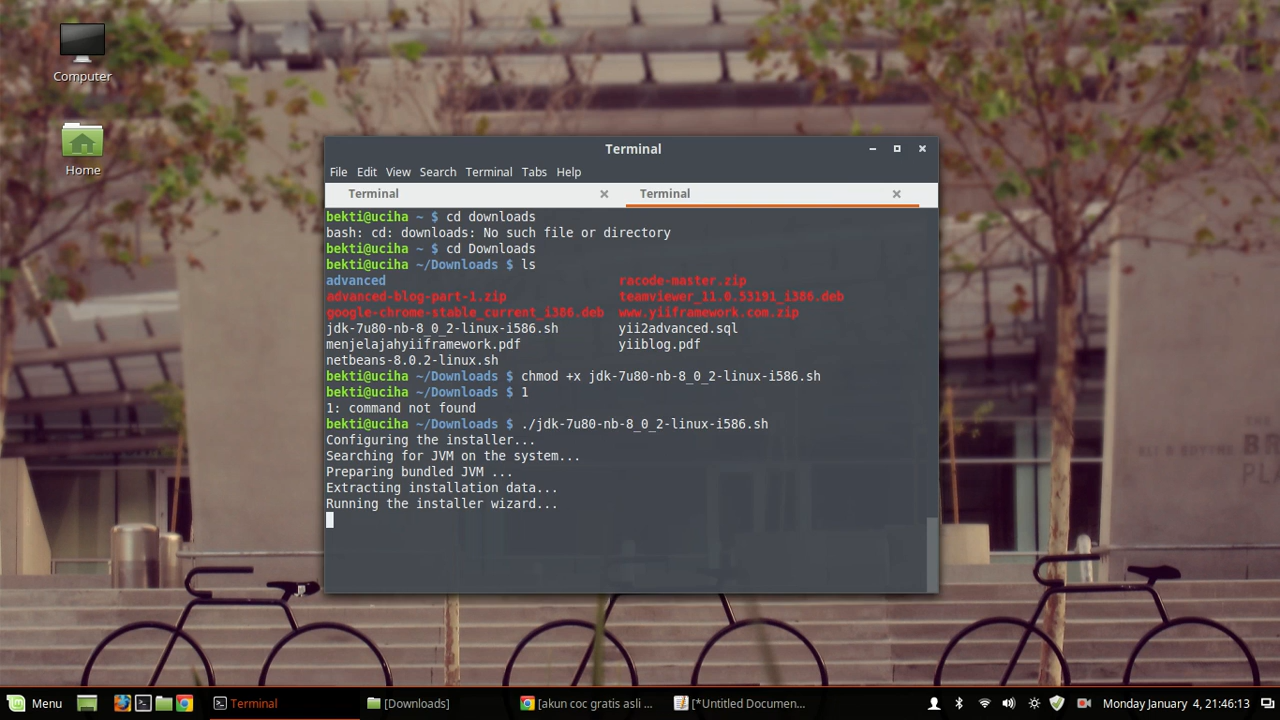 Computer
Home
Terminal
File Edit View Search Terminal Tabs Help
Terminal Terminal
bekti@uciha ~ $ cd downloads
bash: cd: downloads: No such file or directory
bekti@uciha ~ $ cd Downloads
bekti@uciha ~/Downloads $ ls
advanced racode-master.zip
advanced-blog-part-1.zip teamviewer_11.0.53191_i386.deb
google-chrome-stable_current_i386.deb www.yiiframework.com.zip
jdk-7u80-nb-8_0_2-linux-i586.sh yii2advanced.sql
menjelajahyiiframework.pdf yiiblog.pdf
netbeans-8.0.2-linux.sh
bekti@uciha ~/Downloads $ chmod +x jdk-7u80-nb-8_0_2-linux-i586.sh
bekti@uciha ~/Downloads $ 1
1: command not found
bekti@uciha ~/Downloads $ ./jdk-7u80-nb-8_0_2-linux-i586.sh
Configuring the installer...
Searching for JVM on the system...
Preparing bundled JVM ...
Extracting installation data...
Running the installer wizard...
Menu Terminal [Downloads] [akun coc gratis asli ... [*Untitled Documen... Monday January 4, 21:46:13